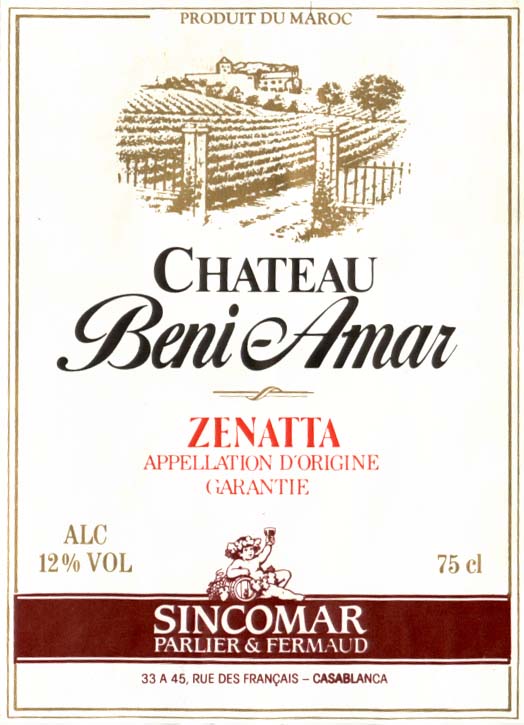 PRODUIT DU MAROC
CHATEAU
Beni-Amar
ZENATTA
APPELLATION D'ORIGINE
GARANTIE
ALC
12% VOL
75 cl
SINCOMAR
PARLIER & FERMAUD
33 A 45, RUE DES FRANÇAIS – CASABLANCA